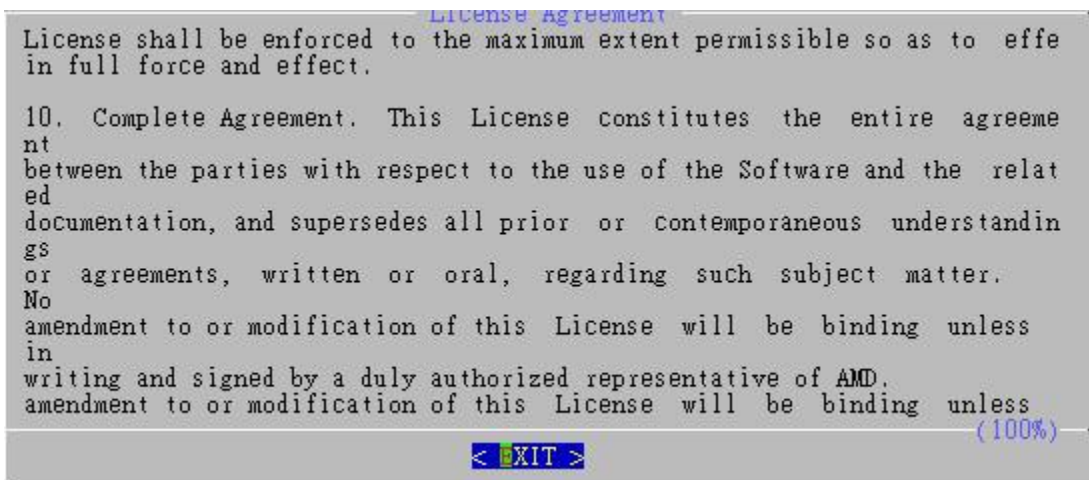 License Agreement
License shall be enforced to the maximum extent permissible so as to effe
in full force and effect.
10. Complete Agreement. This License constitutes the entire agreeme
nt
between the parties with respect to the use of the Software and the relat
ed
documentation, and supersedes all prior or contemporaneous understandin
gs
or agreements, written or oral, regarding such subject matter.
No
amendment to or modification of this License will be binding unless
in
writing and signed by a duly authorized representative of AMD.
amendment to or modification of this License will be binding unless
(100%)
< EXIT >